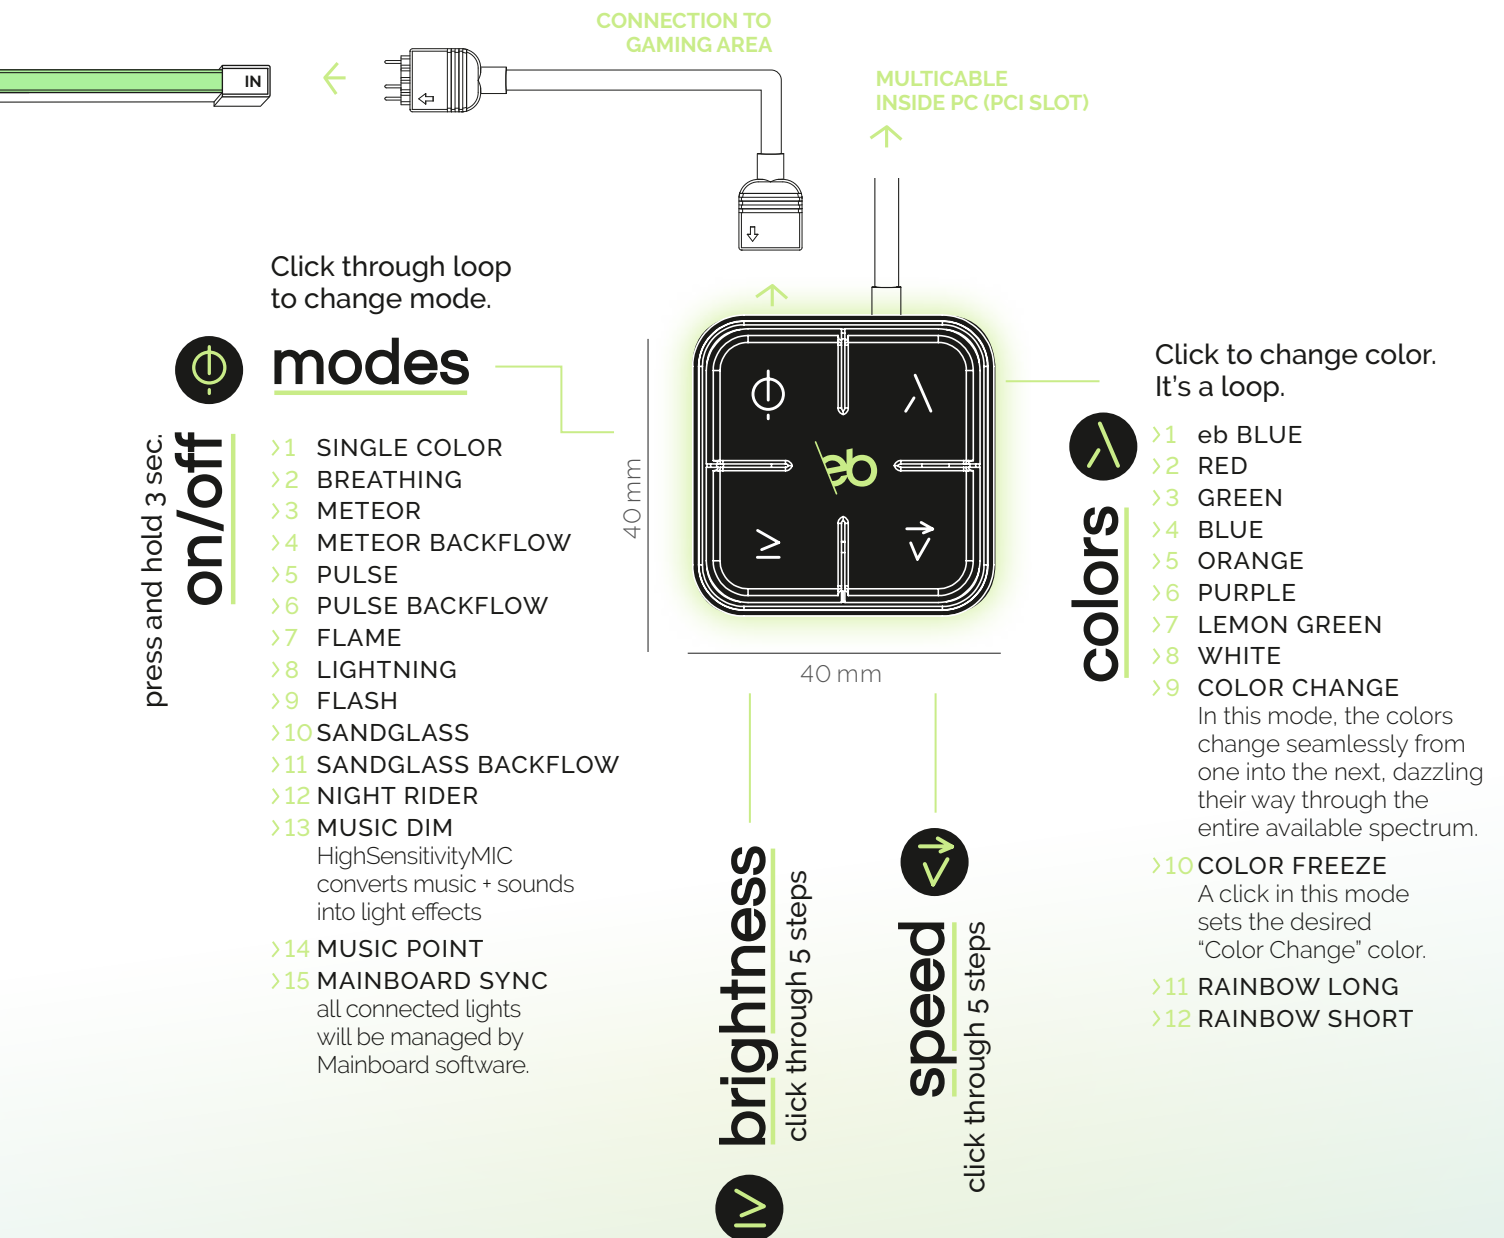 CONNECTION TO
GAMING AREA
IN
MULTICABLE
INSIDE PC (PCI SLOT)
Click through loop
to change mode.
modes
on/off
press and hold 3 sec.
>1 SINGLE COLOR
>2 BREATHING
>3 METEOR
>4 METEOR BACKFLOW
>5 PULSE
>6 PULSE BACKFLOW
>7 FLAME
>8 LIGHTNING
>9 FLASH
>10 SANDGLASS
>11 SANDGLASS BACKFLOW
>12 NIGHT RIDER
>13 MUSIC DIM
HighSensitivityMIC
converts music + sounds
into light effects
>14 MUSIC POINT
>15 MAINBOARD SYNC
all connected lights
will be managed by
Mainboard software.
40 mm
eb
40 mm
brightness
click through 5 steps
speed
click through 5 steps
Click to change color.
It's a loop.
colors
>1 eb BLUE
>2 RED
>3 GREEN
>4 BLUE
>5 ORANGE
>6 PURPLE
>7 LEMON GREEN
>8 WHITE
>9 COLOR CHANGE
In this mode, the colors
change seamlessly from
one into the next, dazzling
their way through the
entire available spectrum.
>10 COLOR FREEZE
A click in this mode
sets the desired
“Color Change” color.
>11 RAINBOW LONG
>12 RAINBOW SHORT